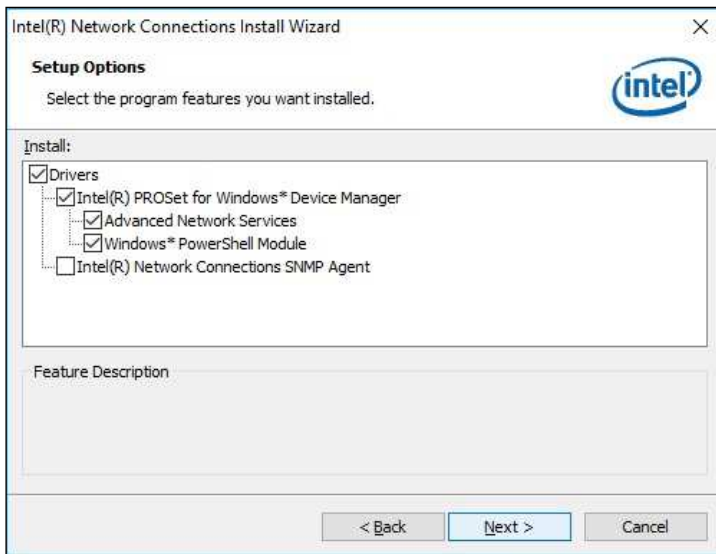 Intel(R) Network Connections Install Wizard
Setup Options
Select the program features you want installed.
intel
Install:
Drivers
Intel(R) PROSet for Windows* Device Manager
Advanced Network Services
Windows* PowerShell Module
Intel(R) Network Connections SNMP Agent
Feature Description
< Back
Next >
Cancel